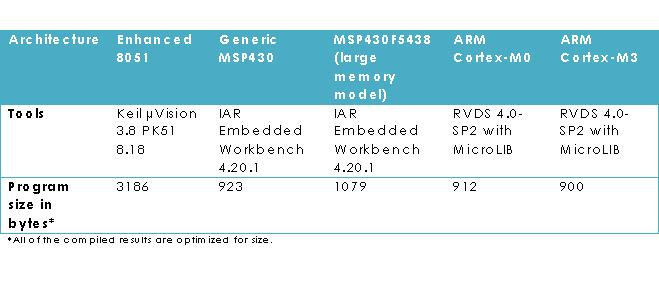 Architecture Enhanced 8051 Generic MSP430 MSP430F5438 (large memory model) ARM Cortex-M0 ARM Cortex-M3
Tools Keil µVision 3.8 PK51 8.18 IAR Embedded Workbench 4.20.1 IAR Embedded Workbench 4.20.1 RVDS 4.0-SP2 with MicroLIB RVDS 4.0-SP2 with MicroLIB
Program size in bytes* 3186 923 1079 912 900
*All of the compiled results are optimized for size.